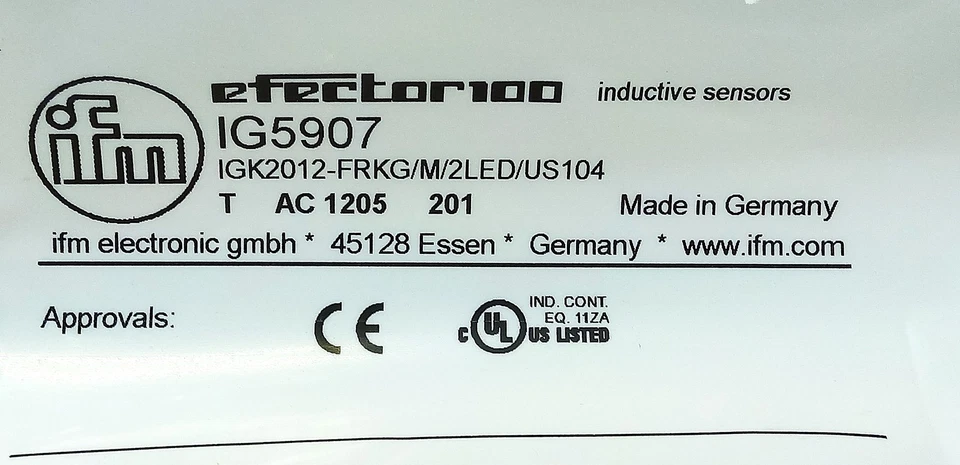 ifm
efector100 inductive sensors
IG5907
IGK2012-FRKG/M/2LED/US104
T AC 1205 201 Made in Germany
ifm electronic gmbh * 45128 Essen * Germany * www.ifm.com
Approvals:
CE
IND. CONT.
EQ. 11ZA
C UL US LISTED